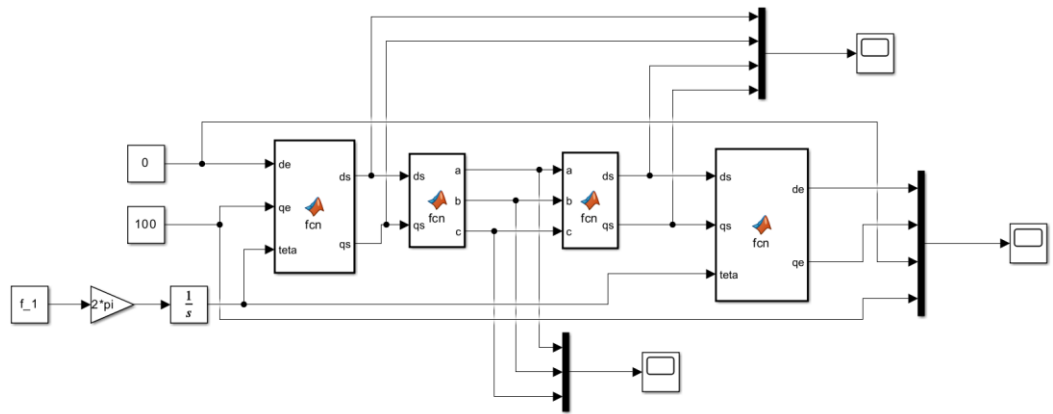 0
100
f_1
2*pi
1
s
de
qe
teta
fcn
ds
qs
ds
qs
fcn
a
b
c
a
b
c
fcn
ds
qs
ds
qs
teta
fcn
de
qe